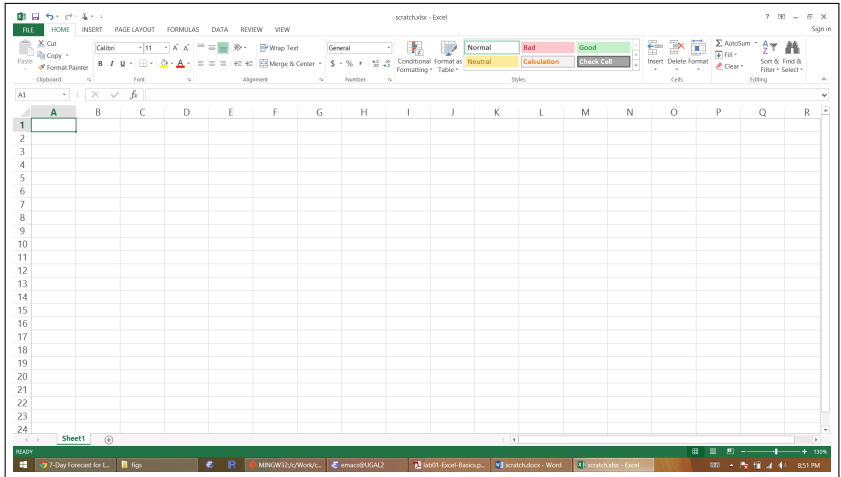 scratch.xlsx - Excel
FILE HOME INSERT PAGE LAYOUT FORMULAS DATA REVIEW VIEW Sign in
Paste
Cut
Copy
Format Painter
Clipboard
Calibri 11
B I U
Font
Wrap Text
Merge & Center
Alignment
General
$ % ,
Number
Conditional Formatting
Format as Table
Normal Bad Good
Neutral Calculation Check Cell
Styles
Insert Delete Format
Cells
AutoSum
Fill
Clear
Sort & Filter
Find & Select
Editing
A1 fx
A B C D E F G H I J K L M N O P Q R
1
2
3
4
5
6
7
8
9
10
11
12
13
14
15
16
17
18
19
20
21
22
23
24
Sheet1
READY 130%
7-Day Forecast for L... figs R MINGW32:/c/Work/c... emacs@UGAL2 lab01-Excel-Basics.p... scratch.docx - Word scratch.xlsx - Excel 8:51 PM